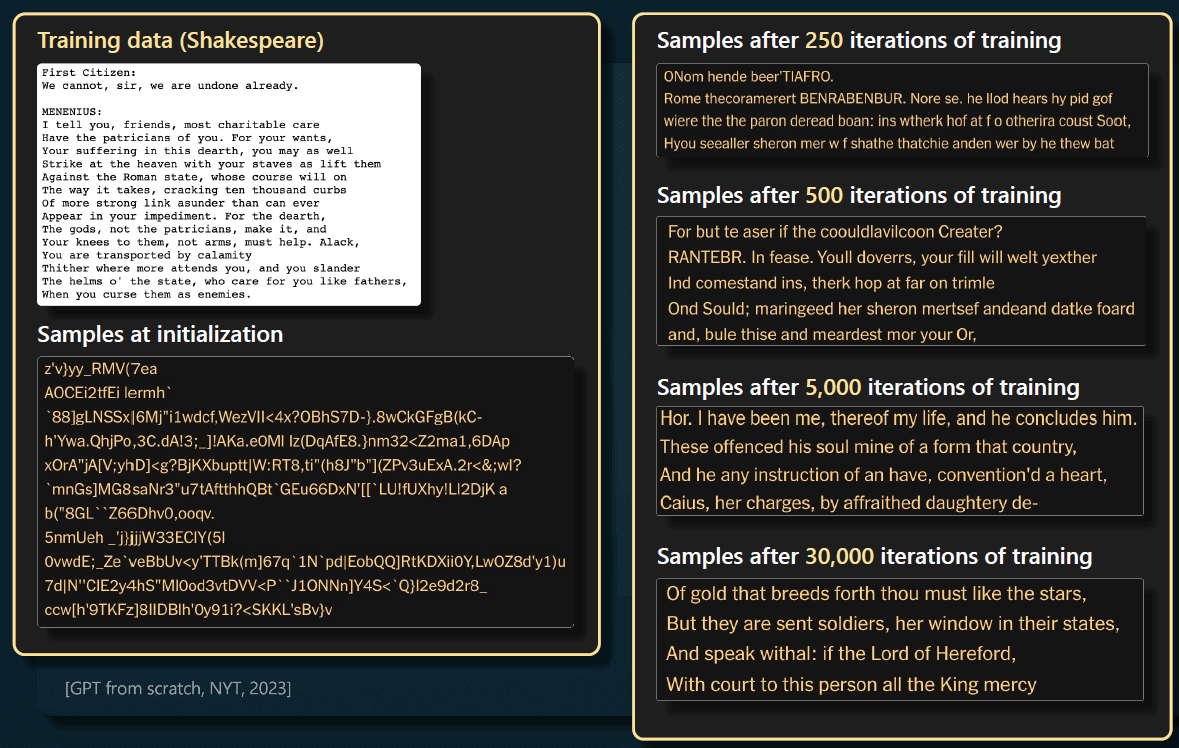 Training data (Shakespeare)
First Citizen:
We cannot, sir, we are undone already.
MENENIUS:
I tell you, friends, most charitable care
Have the patricians of you. For your wants,
Your suffering in this dearth, you may as well
Strike at the heaven with your staves as lift them
Against the Roman state, whose course will on
The way it takes, cracking ten thousand curbs
Of more strong link asunder than can ever
Appear in your impediment. For the dearth,
The gods, not the patricians, make it, and
Your knees to them, not arms, must help. Alack,
You are transported by calamity
Thither where more attends you, and you slander
The helms o' the state, who care for you like fathers,
When you curse them as enemies.
Samples at initialization
z'v}yy_RMV(7ea
AOCEi2tfEi lermh`
`88]gLNSSx|6Mj"i1wdcf,WezVII<4x?OBhS7D-}.8wCkGFgB(kC-
h'Ywa.QhjPo,3C.dA!3;_]!AKa.e0MI Iz(DqAfE8.}nm32<Z2ma1,6DAp
xOrA"jA[V;yhD]<g?BjKXbuptt|W:RT8,ti"(h8J"b"](ZPv3uExA.2r<&;wI?
`mnGs]MG8saNr3"u7tAftthhQBt`GEu66DxN'[[`LU!fUXhy!LI2DjK a
b("8GL``Z66Dhv0,ooqv.
5nmUeh _'j}jjjW33ECIY(5I
0vwdE;_Ze`veBbUv<y'TTBk(m]67q`1N`pd|EobQQ]RtKDXii0Y,LwOZ8d'y1)u
7d|N''CIE2y4hS"MI0od3vtDVV<P``J1ONNn]Y4S<`Q}I2e9d2r8_
ccw[h'9TKFz]8IIDBIh'0y91i?<SKKL'sBv}v
[GPT from scratch, NYT, 2023]
Samples after 250 iterations of training
ONom hende beer'TIAFRO.
Rome thecoramerert BENRABENBUR. Nore se. he llod hears hy pid gof
wiere the the paron deread boan: ins wtherk hof at f o otherira coust Soot,
Hyou seealler sheron mer w f shathe thatchie anden wer by he thew bat
Samples after 500 iterations of training
For but te aser if the coouldlavilcoon Creater?
RANTEBR. In fease. Youll doverrs, your fill will welt yexther
Ind comestand ins, therk hop at far on trimle
Ond Sould; maringeed her sheron mertsef andeand datke foard
and, bule thise and meardest mor your Or,
Samples after 5,000 iterations of training
Hor. I have been me, thereof my life, and he concludes him.
These offenced his soul mine of a form that country,
And he any instruction of an have, convention'd a heart,
Caius, her charges, by affraithed daughtery de-
Samples after 30,000 iterations of training
Of gold that breeds forth thou must like the stars,
But they are sent soldiers, her window in their states,
And speak withal: if the Lord of Hereford,
With court to this person all the King mercy